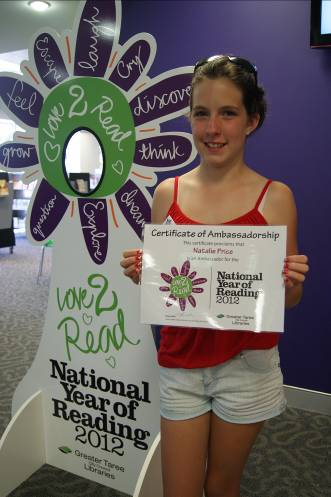 laugh
cry
discover
think
dream
explore
question
grow
feel
escape
Love 2
Read
Love 2
Read
National
Year of
Reading
2012
Greater Taree
City Council
Libraries
Certificate of Ambassadorship
This certificate proclaims that
Natalie Price
is an Ambassador for the
Love 2
Read
National
Year of
Reading
2012
Greater Taree
City Council
Libraries